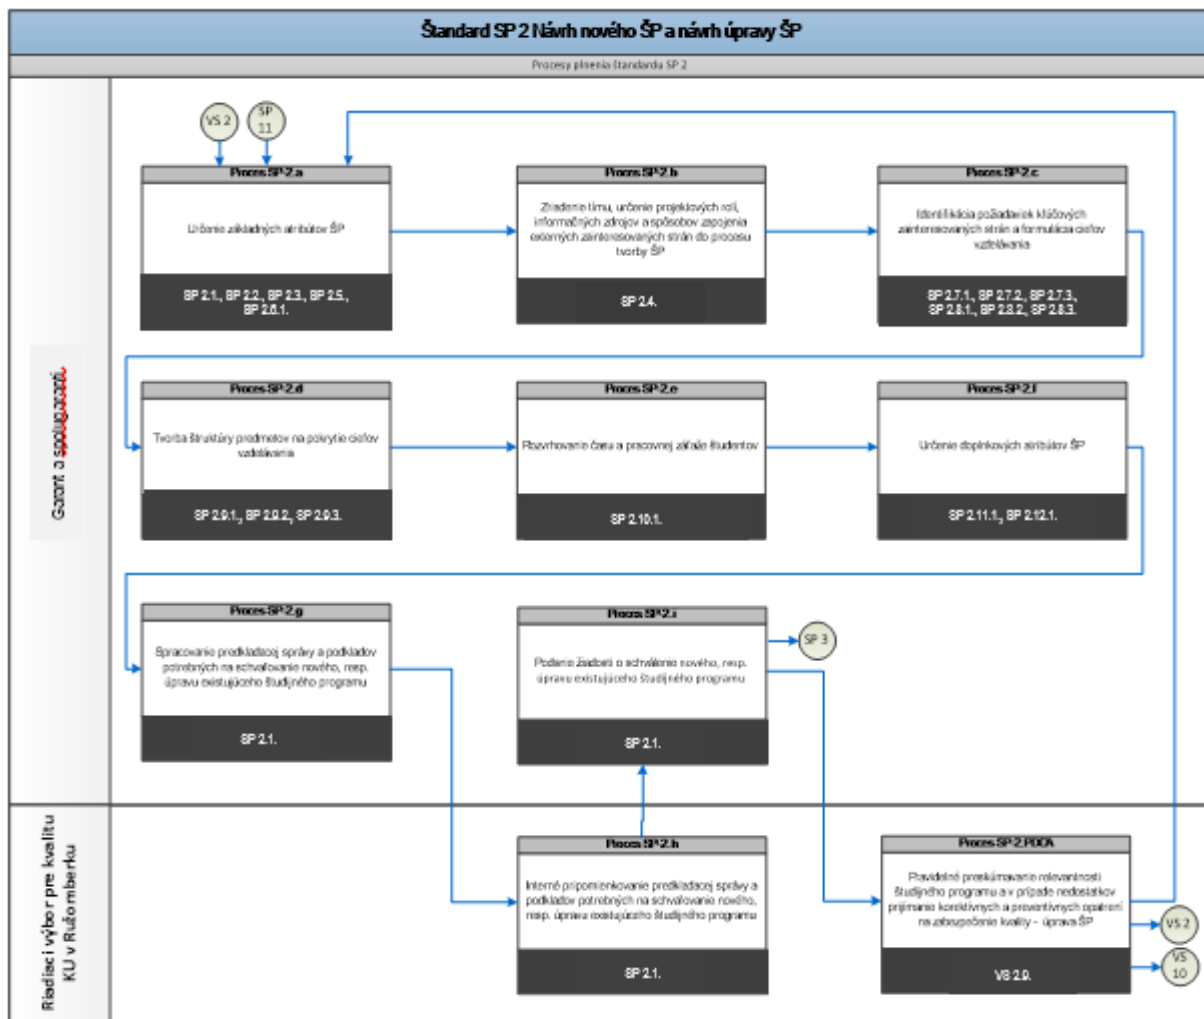 Štandard SP 2 Návrh nového ŠP a návrh úpravy ŠP
Procesy plnenia štandardu SP 2
Garant a spolugaranti.
VS 2
SP
11
Proces SP-2.a
Určenie základných atribútov ŠP
SP 2.1., SP 2.2., SP 2.3., SP 2.5.,
SP 2.6.1.
Proces SP-2.b
Zriadenie tímu, určenie projektových rolí,
informačných zdrojov a spôsobov zapojenia
externých zainteresovaných strán do procesu
tvorby ŠP
SP 2.4.
Proces SP-2.c
Identifikácia požiadaviek kľúčových
zainteresovaných strán a formulácia cieľov
vzdelávania
SP 2.7.1., SP 2.7.2., SP 2.7.3.,
SP 2.8.1., SP 2.8.2., SP 2.8.3.
Proces SP-2.d
Tvorba štruktúry predmetov na pokrytie cieľov
vzdelávania
SP 2.9.1., SP 2.9.2., SP 2.9.3.
Proces SP-2.e
Rozvrhovanie času a pracovnej záťaže študentov
SP 2.10.1.
Proces SP-2.f
Určenie doplnkových atribútov ŠP
SP 2.11.1., SP 2.12.1.
Proces SP-2.g
Spracovanie predkladacej správy a podkladov
potrebných na schvaľovanie nového, resp.
úpravu existujúceho študijného programu
SP 2.1.
Proces SP-2.i
Podanie žiadosti o schválenie nového, resp.
úpravu existujúceho študijného programu
SP 2.1.
SP 3
Riadiaci výbor pre kvalitu
KU v Ružomberku
Proces SP-2.h
Interné pripomienkovanie predkladacej správy a
podkladov potrebných na schvaľovanie nového,
resp. úpravu existujúceho študijného programu
SP 2.1.
Proces SP-2.PDCA
Pravidelné preskúmavanie relevantnosti
študijného programu a v prípade nedostatkov
prijímanie korektívnych a preventívnych opatrení
na zabezpečenie kvality - úprava ŠP
VS 2.9.
VS 2
VS
10